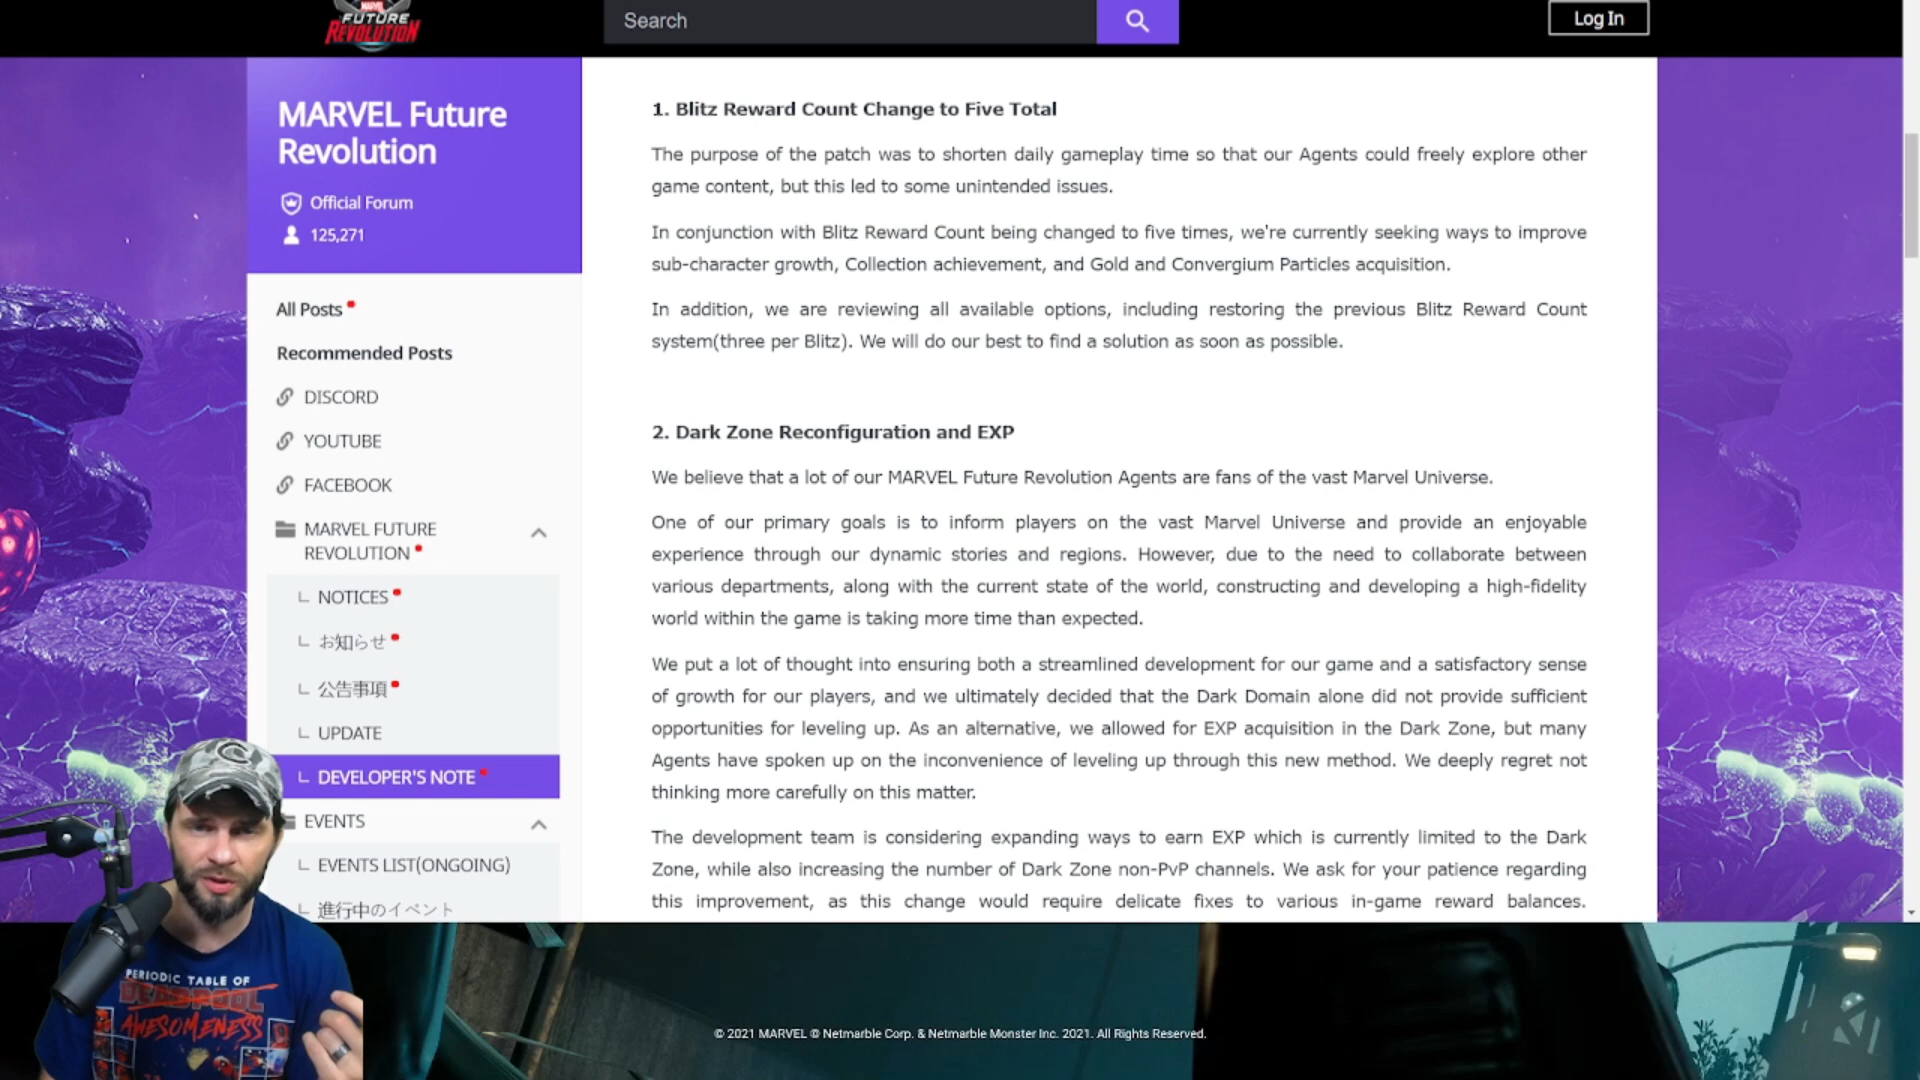 MARVEL
FUTURE
REVOLUTION
Search
Log In
MARVEL Future
Revolution
Official Forum
125,271
All Posts
Recommended Posts
DISCORD
YOUTUBE
FACEBOOK
MARVEL FUTURE
REVOLUTION
NOTICES
お知らせ
公告事項
UPDATE
DEVELOPER'S NOTE
EVENTS
EVENTS LIST(ONGOING)
進行中のイベント
1. Blitz Reward Count Change to Five Total
The purpose of the patch was to shorten daily gameplay time so that our Agents could freely explore other
game content, but this led to some unintended issues.
In conjunction with Blitz Reward Count being changed to five times, we're currently seeking ways to improve
sub-character growth, Collection achievement, and Gold and Convergium Particles acquisition.
In addition, we are reviewing all available options, including restoring the previous Blitz Reward Count
system(three per Blitz). We will do our best to find a solution as soon as possible.
2. Dark Zone Reconfiguration and EXP
We believe that a lot of our MARVEL Future Revolution Agents are fans of the vast Marvel Universe.
One of our primary goals is to inform players on the vast Marvel Universe and provide an enjoyable
experience through our dynamic stories and regions. However, due to the need to collaborate between
various departments, along with the current state of the world, constructing and developing a high-fidelity
world within the game is taking more time than expected.
We put a lot of thought into ensuring both a streamlined development for our game and a satisfactory sense
of growth for our players, and we ultimately decided that the Dark Domain alone did not provide sufficient
opportunities for leveling up. As an alternative, we allowed for EXP acquisition in the Dark Zone, but many
Agents have spoken up on the inconvenience of leveling up through this new method. We deeply regret not
thinking more carefully on this matter.
The development team is considering expanding ways to earn EXP which is currently limited to the Dark
Zone, while also increasing the number of Dark Zone non-PvP channels. We ask for your patience regarding
this improvement, as this change would require delicate fixes to various in-game reward balances.
PERIODIC TABLE OF
DEADPOOL
AWESOMENESS
© 2021 MARVEL © Netmarble Corp. & Netmarble Monster Inc. 2021. All Rights Reserved.